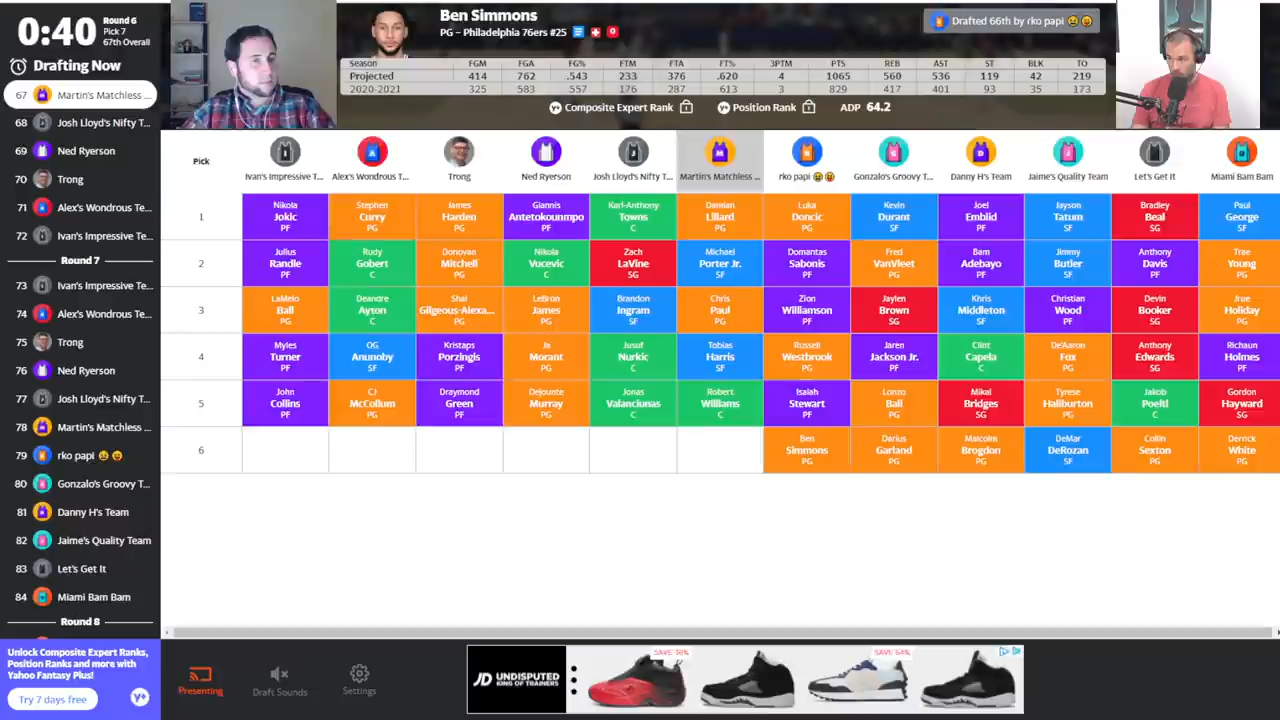 0:40
Round 6
Pick 7
67th Overall
Drafting Now
67 Martin's Matchless ...
68 Josh Lloyd's Nifty T...
69 Ned Ryerson
70 Trong
71 Alex's Wondrous Te...
72 Ivan's Impressive Te...
Round 7
73 Ivan's Impressive Te...
74 Alex's Wondrous Te...
75 Trong
76 Ned Ryerson
77 Josh Lloyd's Nifty T...
78 Martin's Matchless ...
79 rko papi 😆 😡
80 Gonzalo's Groovy T...
81 Danny H's Team
82 Jaime's Quality Team
83 Let's Get It
84 Miami Bam Bam
Round 8
Unlock Composite Expert Ranks,
Position Ranks and more with
Yahoo Fantasy Plus!
Try 7 days free
Y+
Ben Simmons
PG – Philadelphia 76ers #25
Drafted 66th by rko papi 😆 😡
Season FGM FGA FG% FTM FTA FT% 3PTM PTS REB AST ST BLK TO
Projected 414 762 .543 233 376 .620 4 1065 560 536 119 42 219
2020-2021 325 583 .557 176 287 .613 3 829 417 401 93 35 173
Y+ Composite Expert Rank Y+ Position Rank ADP 64.2
Pick Ivan's Impressive T... Alex's Wondrous T... Trong Ned Ryerson Josh Lloyd's Nifty T... Martin's Matchless ... rko papi 😆 😡 Gonzalo's Groovy T... Danny H's Team Jaime's Quality Team Let's Get It Miami Bam Bam
1
Nikola Stephen James Giannis Karl-Anthony Damian Luka Kevin Joel Jayson Bradley Paul
Jokic Curry Harden Antetokounmpo Towns Lillard Doncic Durant Embiid Tatum Beal George
PF PG PG PF C PG PG SF PF SF SG SF
2
Julius Rudy Donovan Nikola Zach Michael Domantas Fred Bam Jimmy Anthony Trae
Randle Gobert Mitchell Vucevic LaVine Porter Jr. Sabonis VanVleet Adebayo Butler Davis Young
PF C PG C SG SF PF PG PF SF PF PG
3
LaMelo Deandre Shai LeBron Brandon Chris Zion Jaylen Khris Christian Devin Jrue
Ball Ayton Gilgeous-Alexa... James Ingram Paul Williamson Brown Middleton Wood Booker Holiday
PG C PG PG SF PG PF SG SF PF SG PG
4
Myles OG Kristaps Ja Jusuf Tobias Russell Jaren Clint De'Aaron Anthony Richaun
Turner Anunoby Porzingis Morant Nurkic Harris Westbrook Jackson Jr. Capela Fox Edwards Holmes
PF SF PF PG C SF PG PF C PG SG PF
5
John CJ Draymond Dejounte Jonas Robert Isaiah Lonzo Mikal Tyrese Jakob Gordon
Collins McCollum Green Murray Valanciunas Williams Stewart Ball Bridges Haliburton Poeltl Hayward
PF PG PF PG C C PF PG SG PG C SG
6
Ben Darius Malcolm DeMar Collin Derrick
Simmons Garland Brogdon DeRozan Sexton White
PG PG PG SF PG PG
Presenting
Draft Sounds
Settings
JD UNDISPUTED
KING OF TRAINERS
SAVE 64%